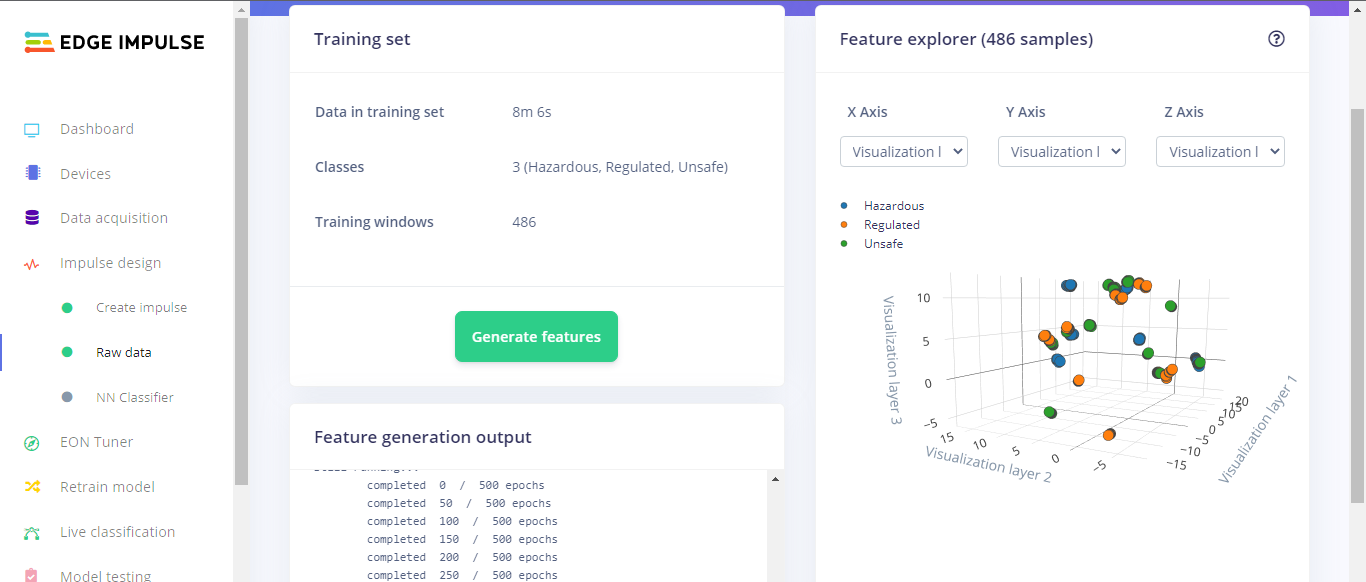 EDGE IMPULSE
Dashboard
Devices
Data acquisition
Impulse design
Create impulse
Raw data
NN Classifier
EON Tuner
Retrain model
Live classification
Model testing
Training set
Data in training set 8m 6s
Classes 3 (Hazardous, Regulated, Unsafe)
Training windows 486
Generate features
Feature generation output
completed 0 / 500 epochs
completed 50 / 500 epochs
completed 100 / 500 epochs
completed 150 / 500 epochs
completed 200 / 500 epochs
completed 250 / 500 epochs
Feature explorer (486 samples)
X Axis Y Axis Z Axis
Visualization l Visualization l Visualization l
Hazardous
Regulated
Unsafe
Visualization layer 3
10
5
0
−5
Visualization layer 2
15
10
5
0
−5
Visualization layer 1
20
15
10
5
0
−5
−10
−15